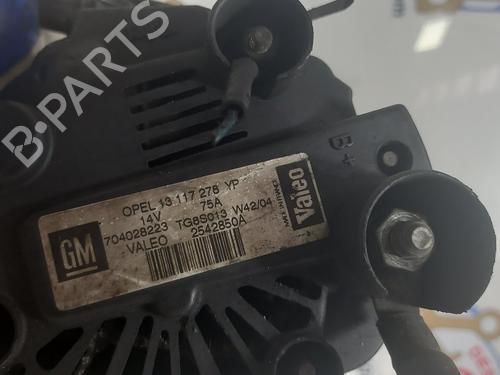 B-PARTS
OPEL 13 117 278 YP
14V 75A
704028223 TG8S013 W42/04
VALEO 2542850A
GM
Valeo
B+